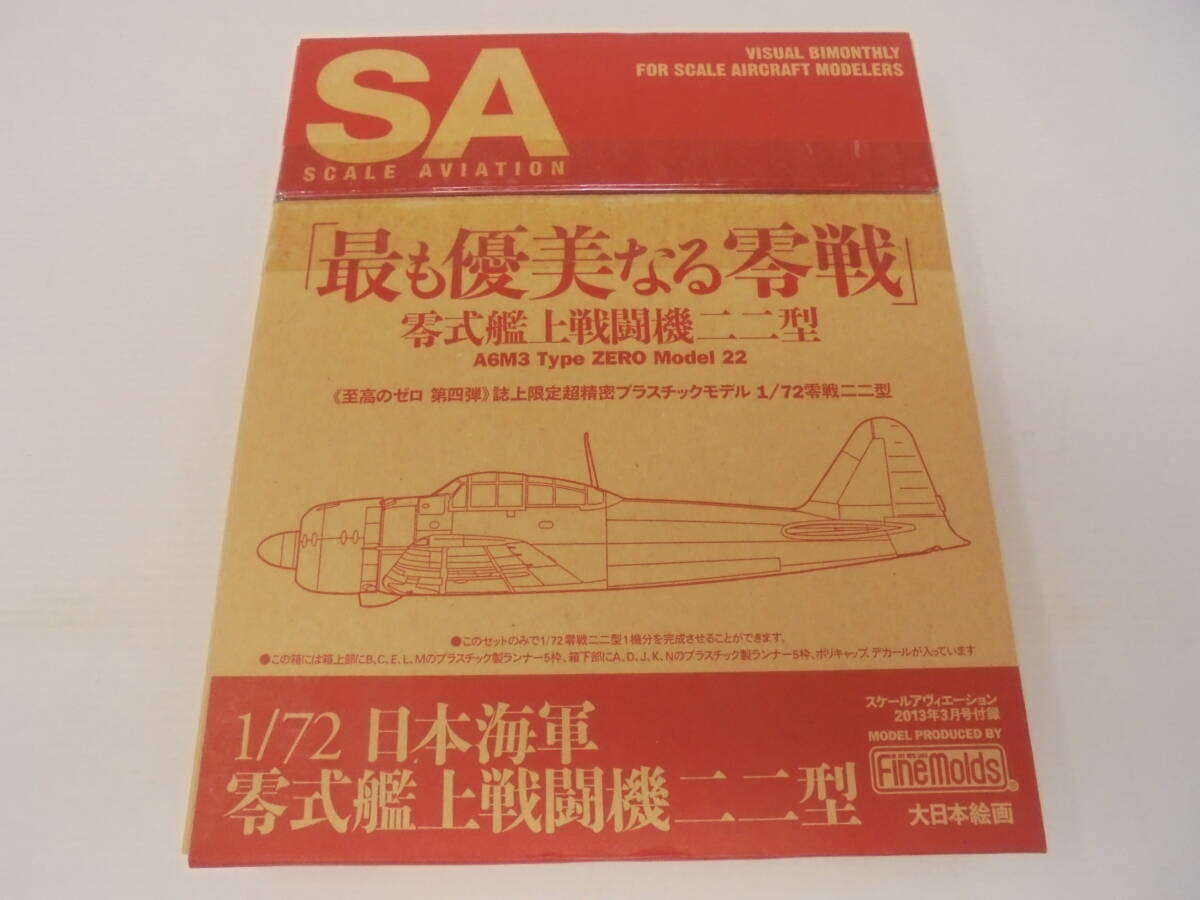 SA
SCALE AVIATION
VISUAL BIMONTHLY
FOR SCALE AIRCRAFT MODELERS
「最も優美なる零戦」
零式艦上戦闘機二二型
A6M3 Type ZERO Model 22
《至高のゼロ 第四弾》誌上限定超精密プラスチックモデル 1/72零戦二二型
●このセットのみで1/72零戦二二型1機分を完成させることができます。
●この箱には箱上部にB、C、E、L、Mのプラスチック製ランナー5枠、箱下部にA、D、J、K、Nのプラスチック製ランナー5枠、ポリキャップ、デカールが入っています
1/72 日本海軍
零式艦上戦闘機二二型
スケールアヴィエーション
2013年3月号付録
MODEL PRODUCED BY
FineMolds®
大日本絵画